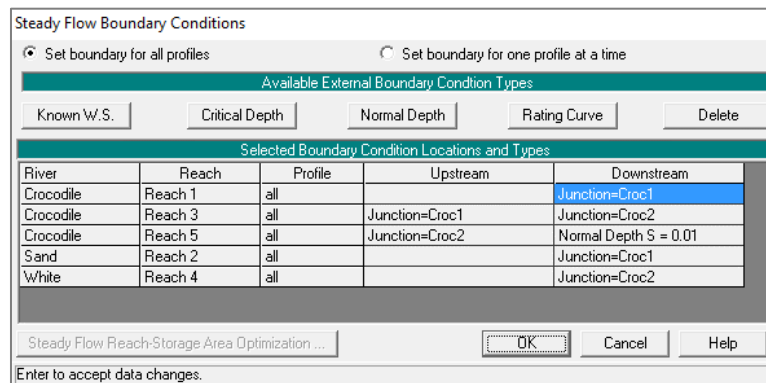 Steady Flow Boundary Conditions
Set boundary for all profiles Set boundary for one profile at a time
Available External Boundary Condtion Types
Known W.S. Critical Depth Normal Depth Rating Curve Delete
Selected Boundary Condition Locations and Types
River Reach Profile Upstream Downstream
Crocodile Reach 1 all Junction=Croc1
Crocodile Reach 3 all Junction=Croc1 Junction=Croc2
Crocodile Reach 5 all Junction=Croc2 Normal Depth S = 0.01
Sand Reach 2 all Junction=Croc1
White Reach 4 all Junction=Croc2
Steady Flow Reach-Storage Area Optimization ... OK Cancel Help
Enter to accept data changes.